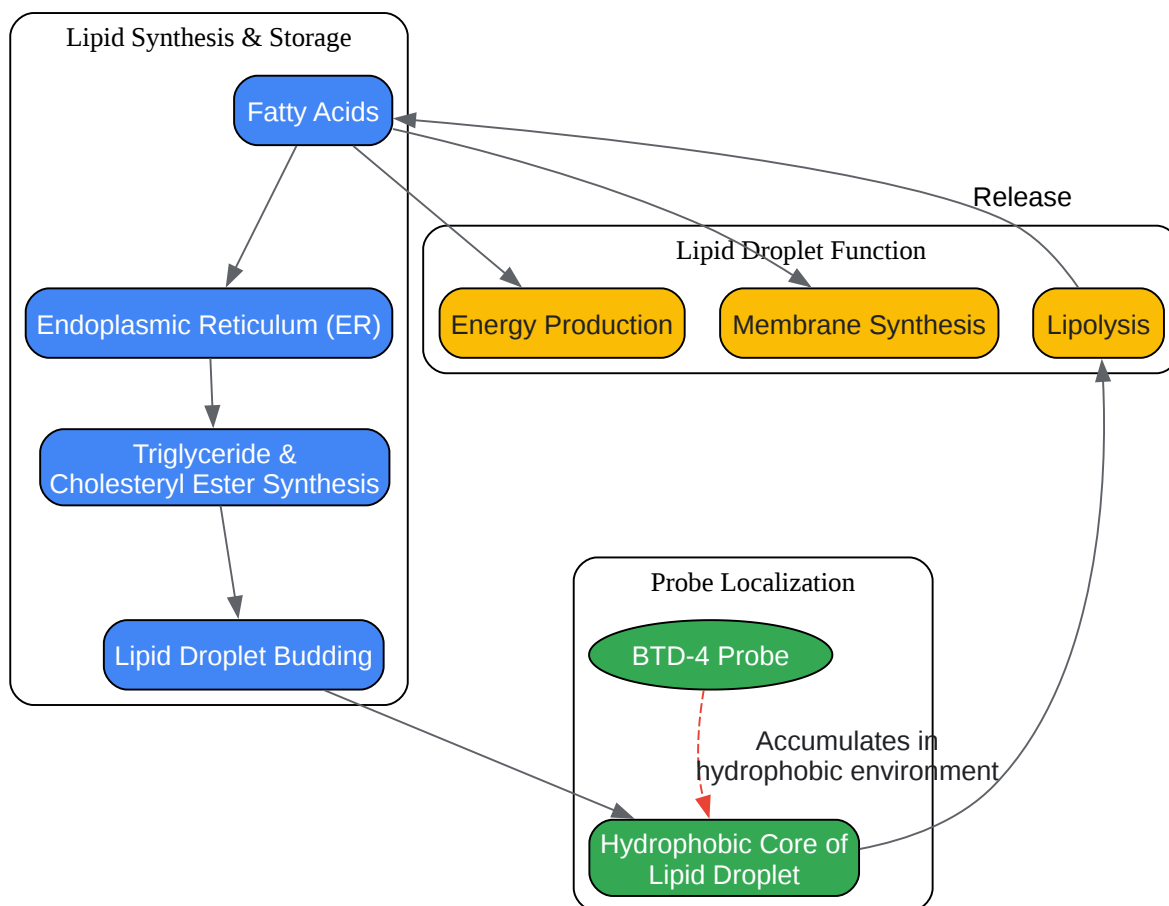 Lipid Synthesis & Storage
Fatty Acids
Release
Lipid Droplet Function
Endoplasmic Reticulum (ER)
Energy Production
Membrane Synthesis
Lipolysis
Triglyceride &
Cholesteryl Ester Synthesis
Probe Localization
Lipid Droplet Budding
BTD-4 Probe
Accumulates in
hydrophobic environment
Hydrophobic Core of
Lipid Droplet